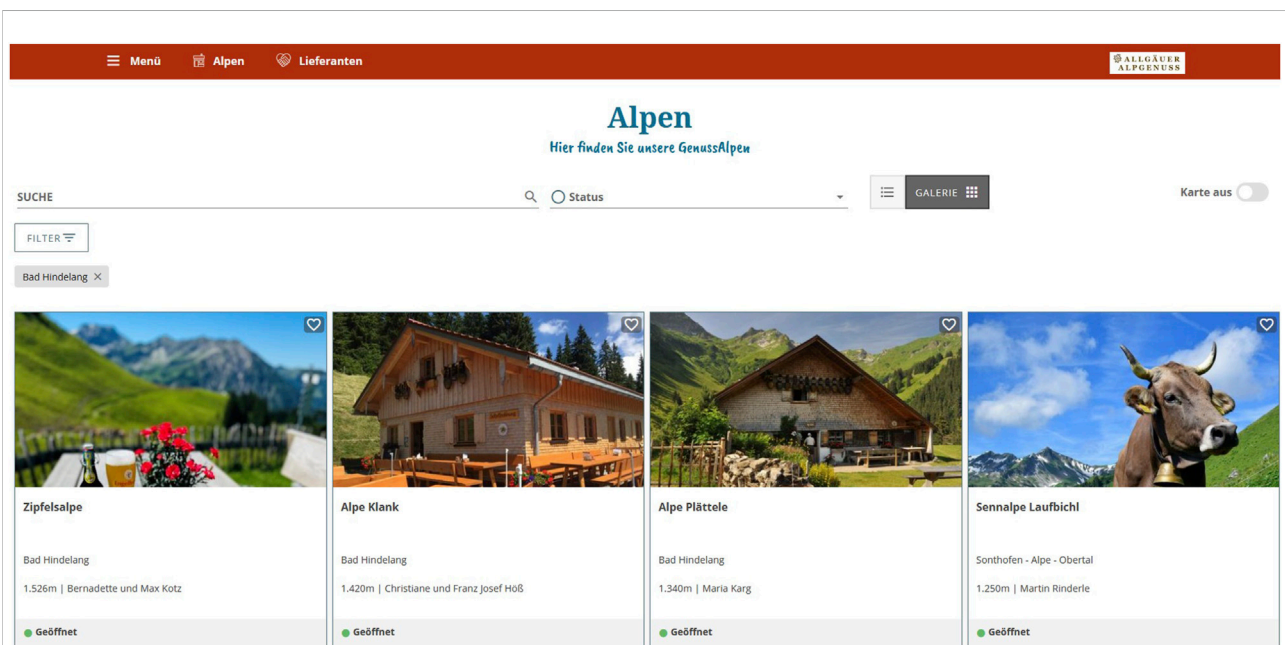 Menü Alpen Lieferanten ALLGÄUER
ALPGENUSS
Alpen
Hier finden Sie unsere GenussAlpen
SUCHE Status GALERIE Karte aus
FILTER
Bad Hindelang ×
Zipfelsalpe
Bad Hindelang
1.526m | Bernadette und Max Kotz
Geöffnet
Alpe Klank
Bad Hindelang
1.420m | Christiane und Franz Josef Höß
Geöffnet
Alpe Plättele
Bad Hindelang
1.340m | Maria Karg
Geöffnet
Sennalpe Laufbichl
Sonthofen - Alpe - Obertal
1.250m | Martin Rinderle
Geöffnet